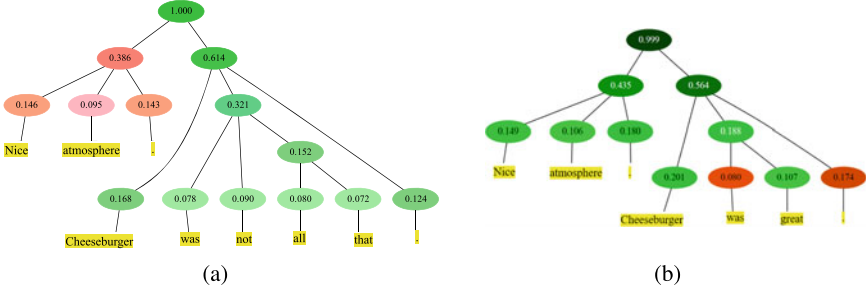 1.000
0.386 0.614
0.146 0.095 0.143 0.321
Nice atmosphere .
0.152
0.168 0.078 0.090 0.080 0.072 0.124
Cheeseburger was not all that .
(a)
0.999
0.435 0.564
0.149 0.106 0.180 0.188
Nice atmosphere .
0.201 0.080 0.107 0.174
Cheeseburger was great .
(b)